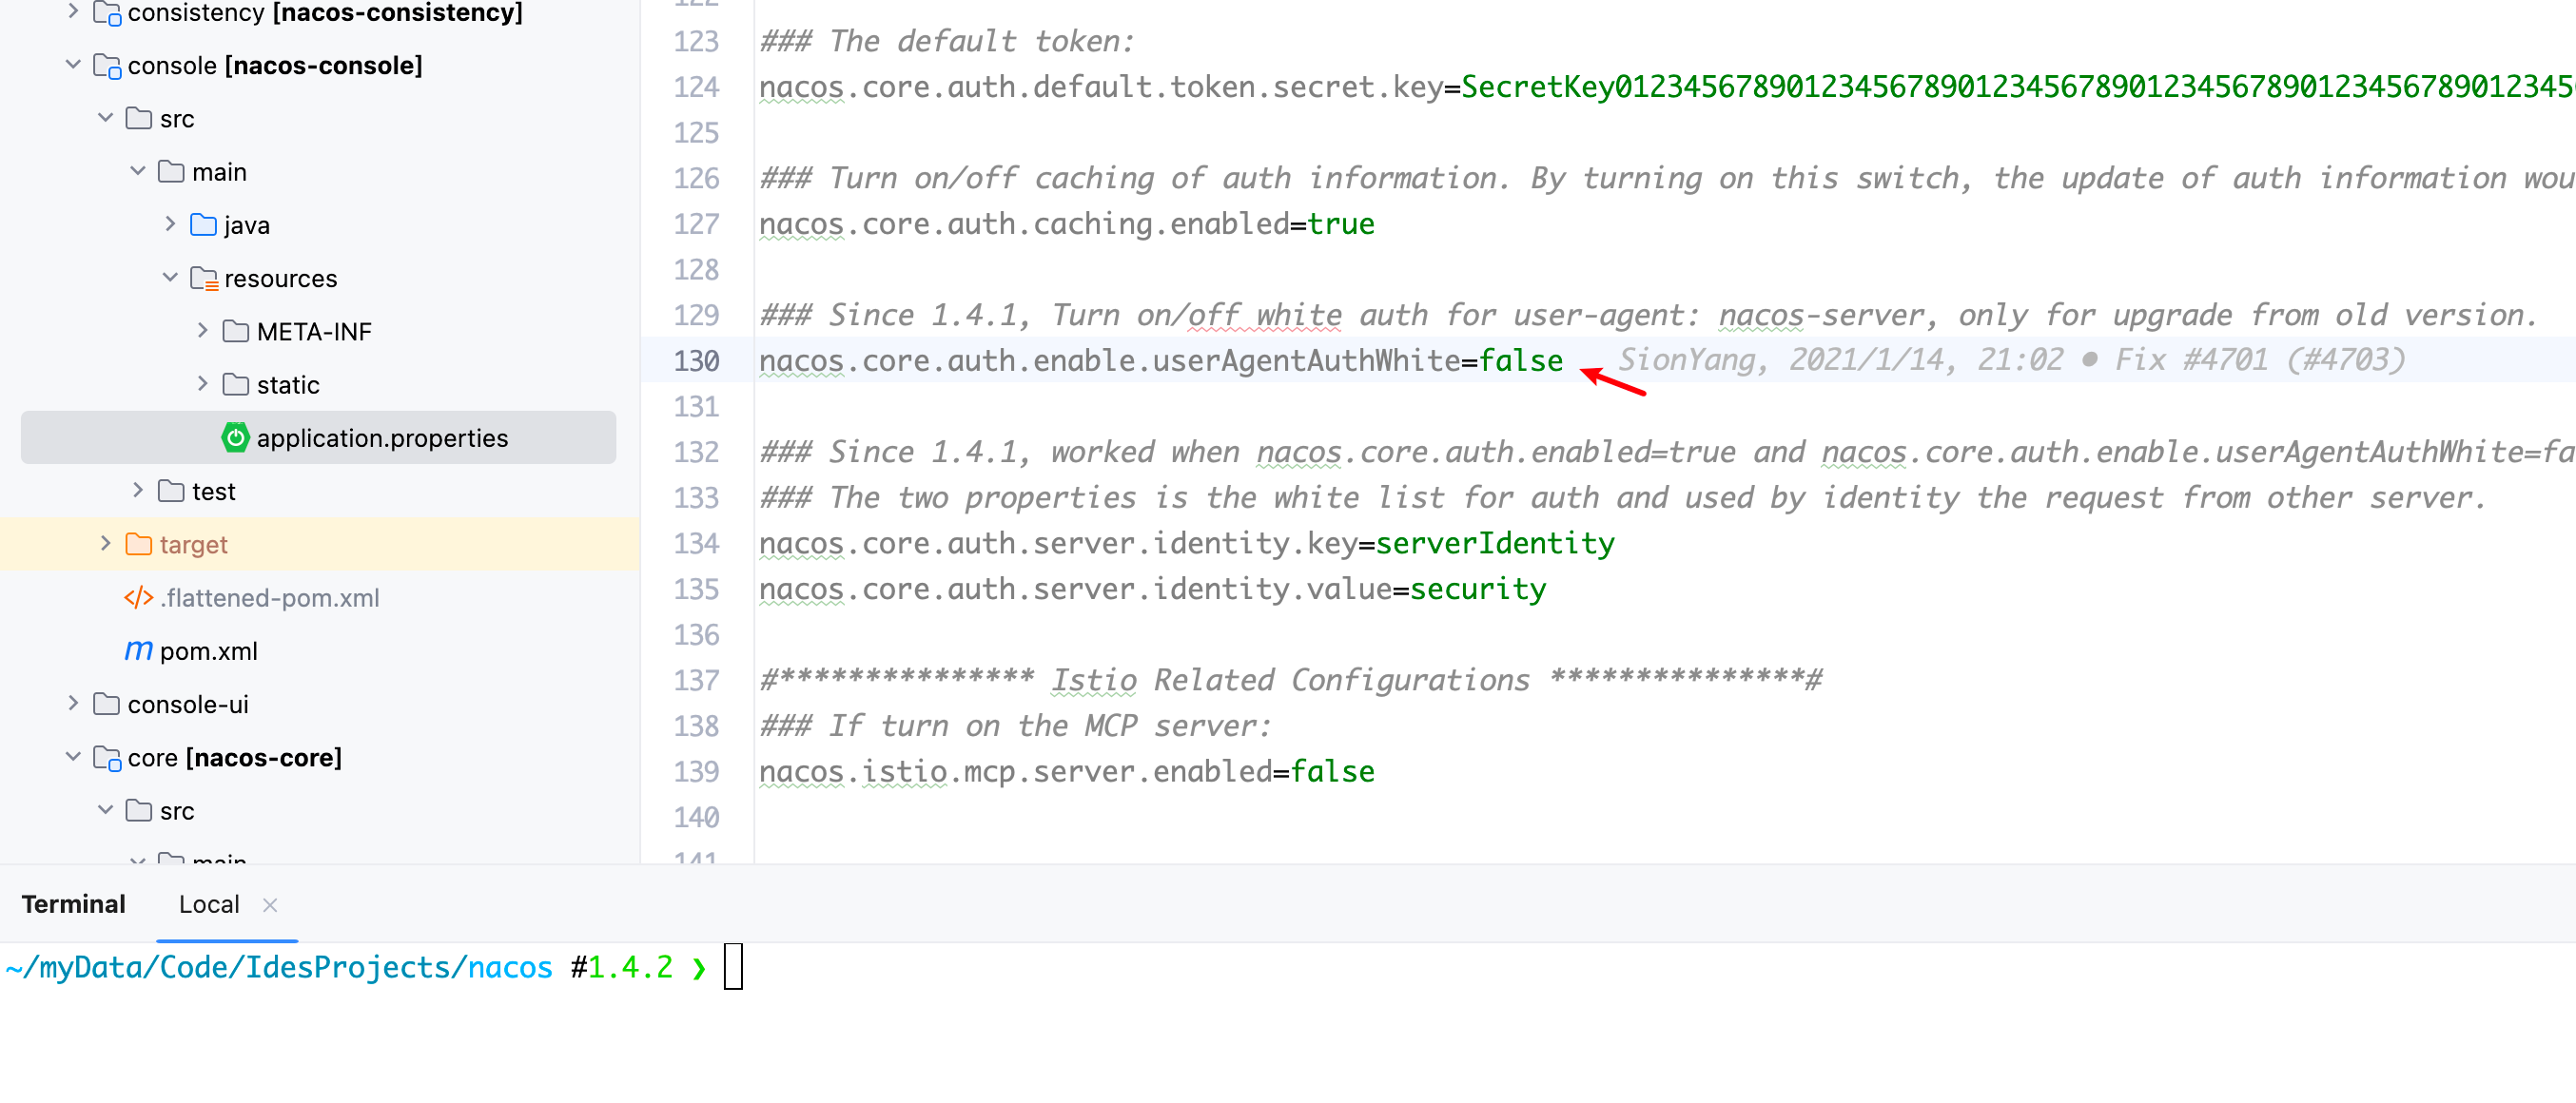 consistency [nacos-consistency]
console [nacos-console]
src
main
java
resources
META-INF
static
application.properties
test
target
.flattened-pom.xml
pom.xml
console-ui
core [nacos-core]
src
main
123 ### The default token:
124 nacos.core.auth.default.token.secret.key=SecretKey012345678901234567890123456789012345678901234567890123456789012345
125
126 ### Turn on/off caching of auth information. By turning on this switch, the update of auth information wou
127 nacos.core.auth.caching.enabled=true
128
129 ### Since 1.4.1, Turn on/off white auth for user-agent: nacos-server, only for upgrade from old version.
130 nacos.core.auth.enable.userAgentAuthWhite=false SionYang, 2021/1/14, 21:02 • Fix #4701 (#4703)
131
132 ### Since 1.4.1, worked when nacos.core.auth.enabled=true and nacos.core.auth.enable.userAgentAuthWhite=fa
133 ### The two properties is the white list for auth and used by identity the request from other server.
134 nacos.core.auth.server.identity.key=serverIdentity
135 nacos.core.auth.server.identity.value=security
136
137 #*************** Istio Related Configurations ***************#
138 ### If turn on the MCP server:
139 nacos.istio.mcp.server.enabled=false
140
141
Terminal Local ×
~/myData/Code/IdesProjects/nacos #1.4.2 ❯